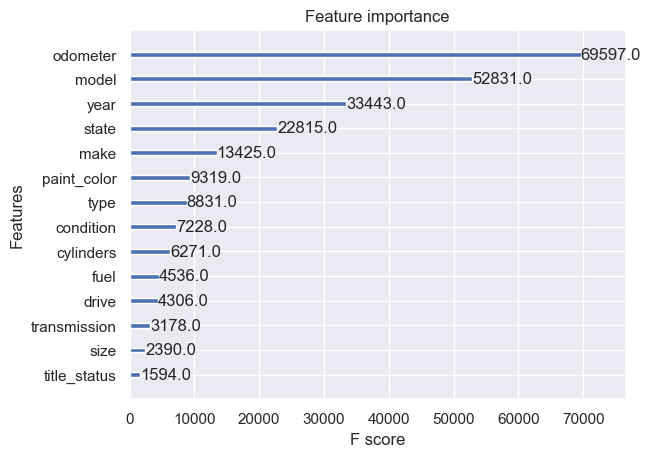 Feature importance
Features
odometer 69597.0
model 52831.0
year 33443.0
state 22815.0
make 13425.0
paint_color 9319.0
type 8831.0
condition 7228.0
cylinders 6271.0
fuel 4536.0
drive 4306.0
transmission 3178.0
size 2390.0
title_status 1594.0
0 10000 20000 30000 40000 50000 60000 70000
F score